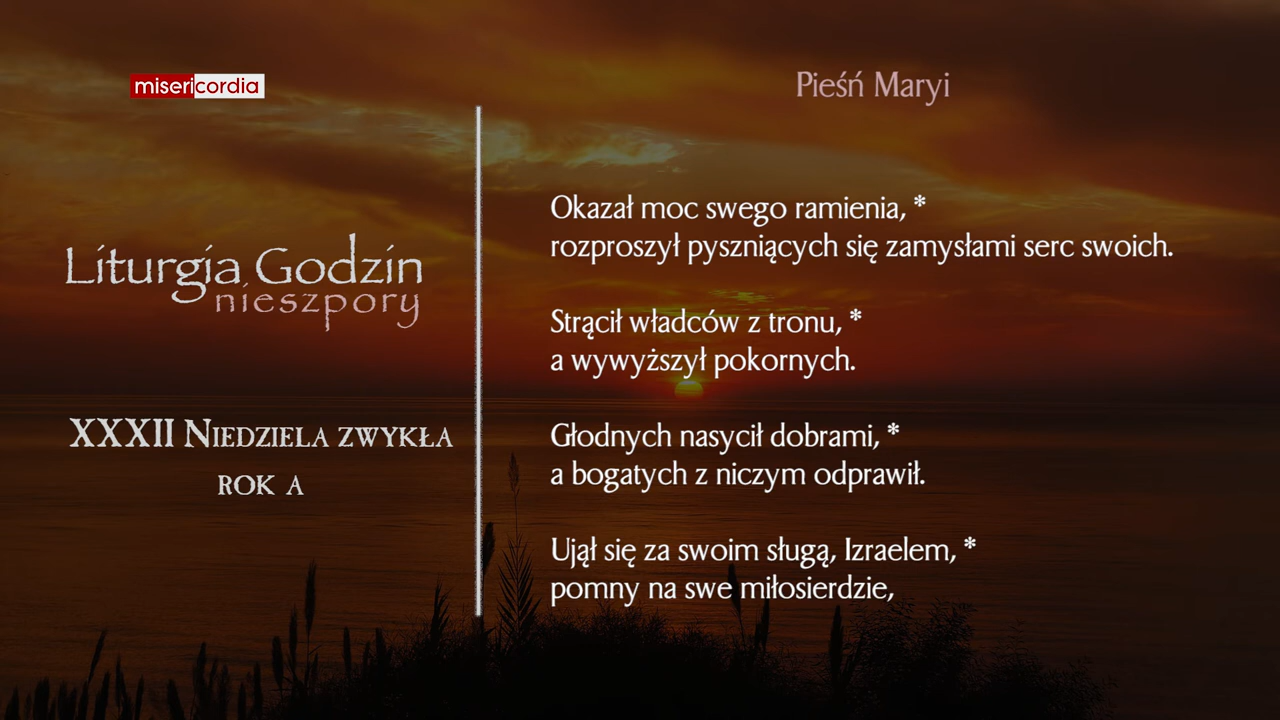 misericordia
Pieśń Maryi
Liturgia Godzin
nieszpory
XXXII Niedziela zwykła
rok a
Okazał moc swego ramienia, *
rozproszył pyszniących się zamysłami serc swoich.
Strącił władców z tronu, *
a wywyższył pokornych.
Głodnych nasycił dobrami, *
a bogatych z niczym odprawił.
Ujął się za swoim sługą, Izraelem, *
pomny na swe miłosierdzie,